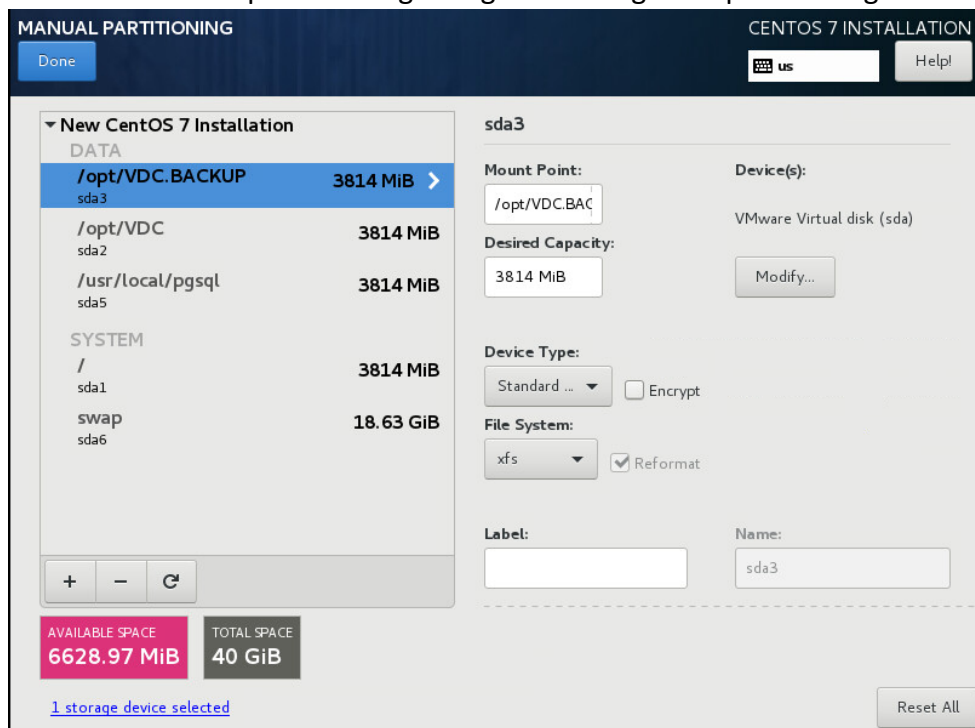 MANUAL PARTITIONING
CENTOS 7 INSTALLATION
Done
us
Help!
New CentOS 7 Installation
DATA
/opt/VDC.BACKUP 3814 MiB
sda3
/opt/VDC 3814 MiB
sda2
/usr/local/pgsql 3814 MiB
sda5
SYSTEM
/ 3814 MiB
sda1
swap 18.63 GiB
sda6
+ −
AVAILABLE SPACE
6628.97 MiB
TOTAL SPACE
40 GiB
1 storage device selected
sda3
Mount Point:
/opt/VDC.BAC
Desired Capacity:
3814 MiB
Device(s):
VMware Virtual disk (sda)
Modify...
Device Type:
Standard ...
Encrypt
File System:
xfs
Reformat
Label:
Name:
sda3
Reset All